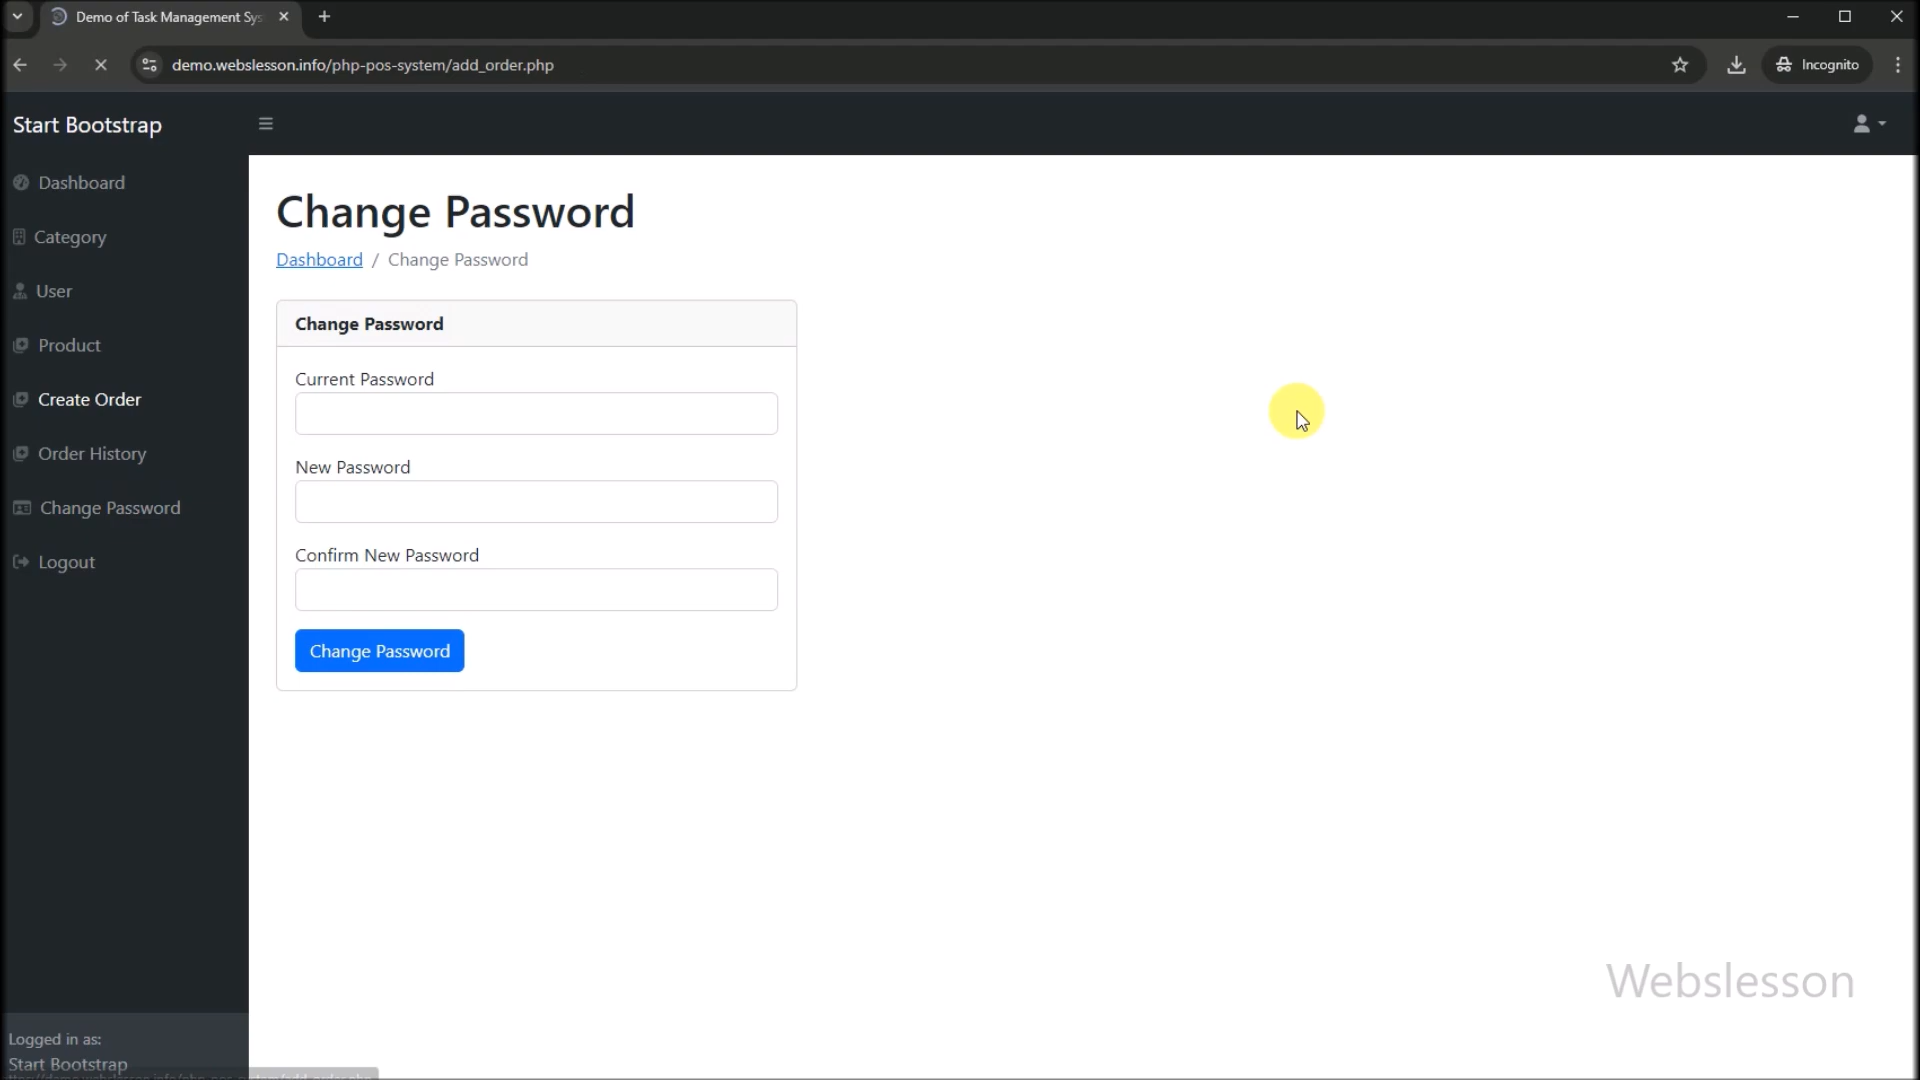 Demo of Task Management Sys
demo.webslesson.info/php-pos-system/add_order.php
Incognito
Start Bootstrap
Dashboard
Category
User
Product
Create Order
Order History
Change Password
Logout
Change Password
Dashboard / Change Password
Change Password
Current Password
New Password
Confirm New Password
Change Password
Webslesson
Logged in as:
Start Bootstrap